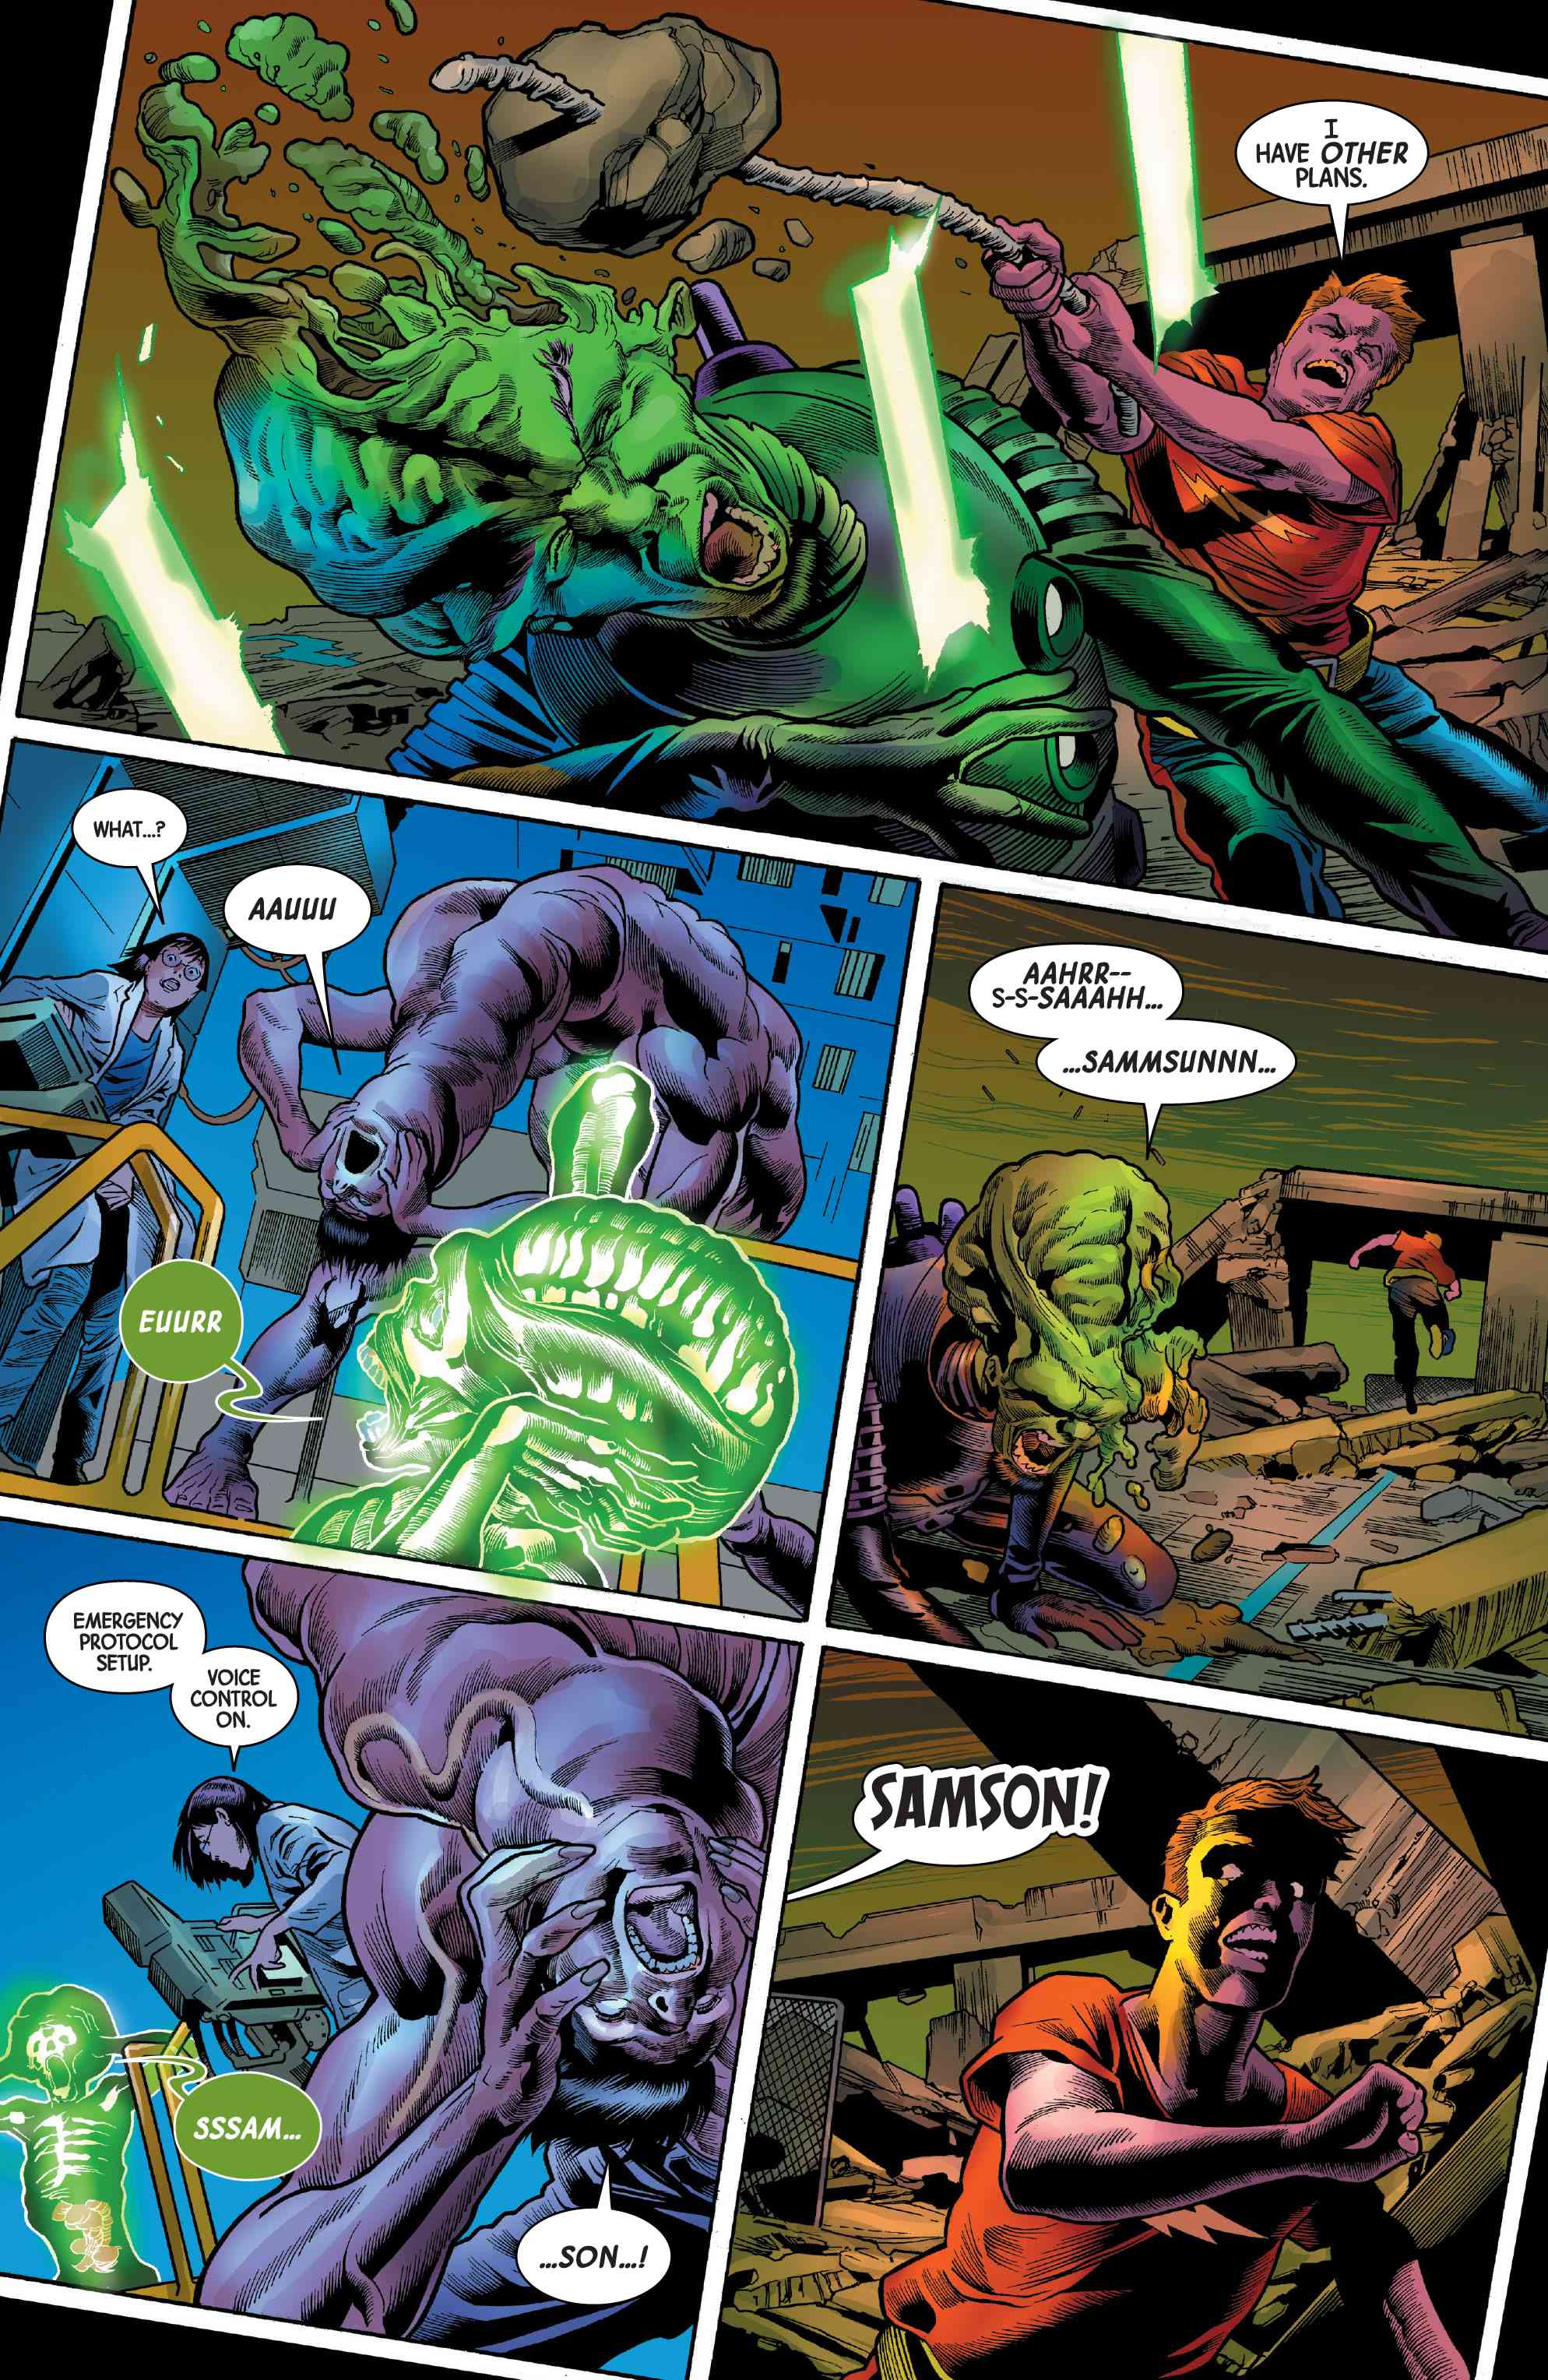 I
HAVE OTHER
PLANS.
WHAT...?
AAUUU
EUURR
AAHRR--
S-S-SAAAHH...
...SAMMSUNNN...
EMERGENCY
PROTOCOL
SETUP.
VOICE
CONTROL
ON.
SSSAM...
...SON...!
SAMSON!